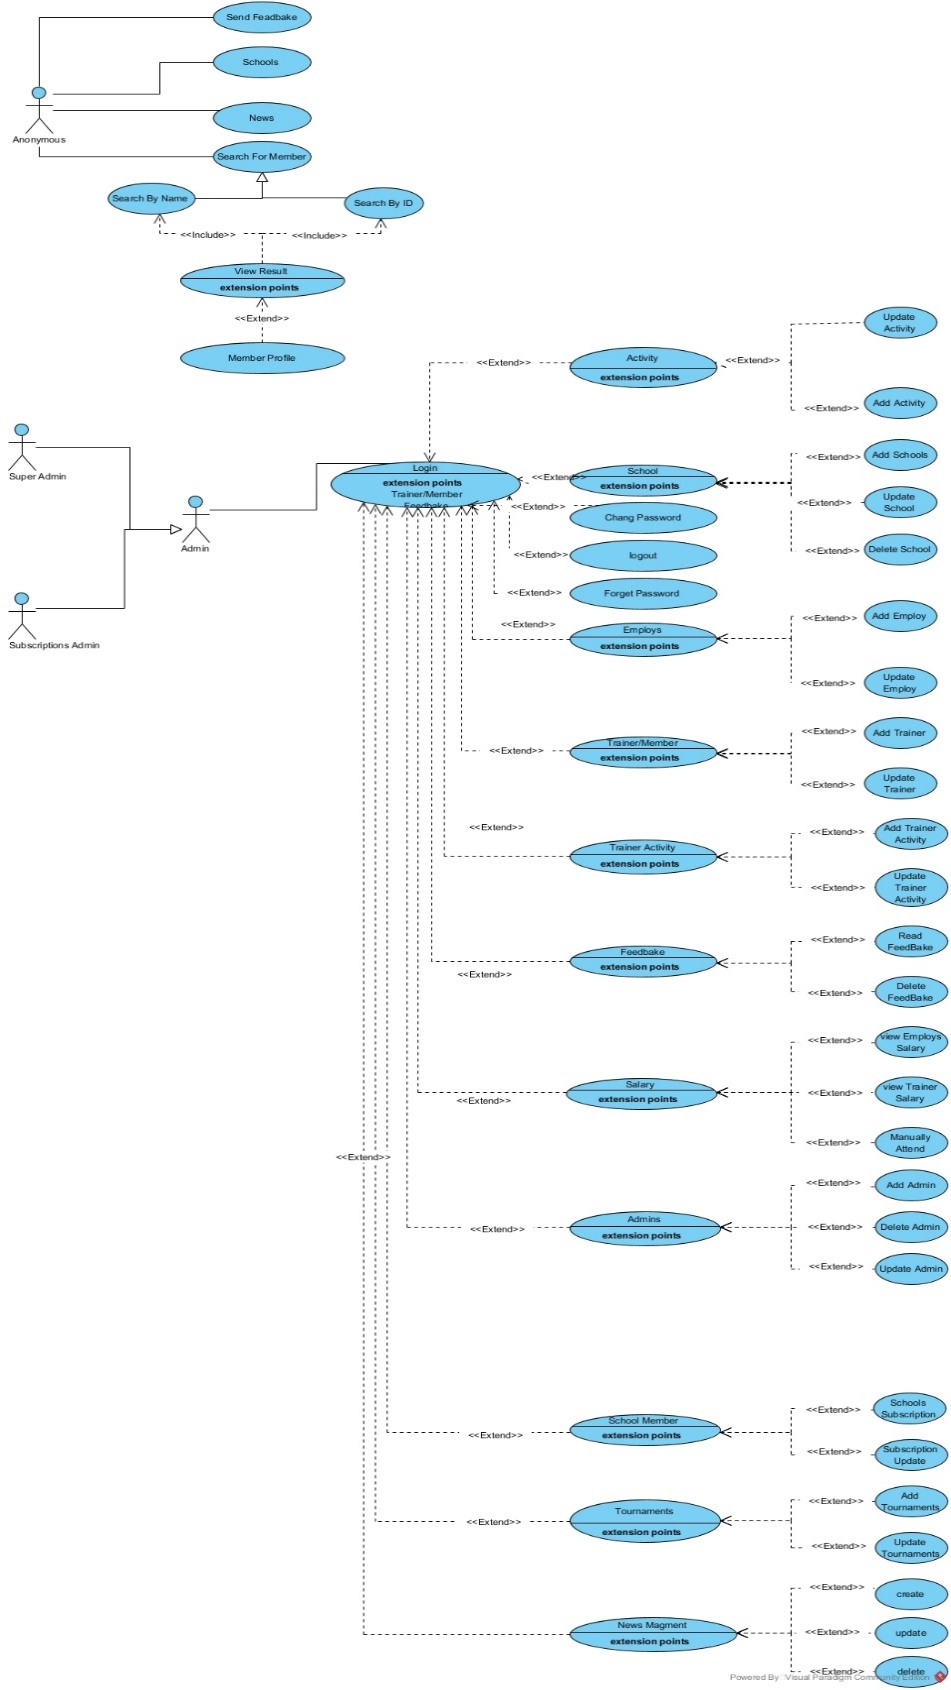 Send Feadbake
Schools
News
Anonymous
Search For Member
Search By Name
Search By ID
<<Include>>
<<Include>>
View Result
extension points
<<Extend>>
Member Profile
Super Admin
Admin
Subscriptions Admin
Login
extension points
Trainer/Member
Feedbake
<<Extend>>
Activity
extension points
<<Extend>>
Update
Activity
<<Extend>>
Add Activity
<<Extend>>
School
extension points
<<Extend>>
Add Schools
<<Extend>>
Update
School
<<Extend>>
Delete School
<<Extend>>
Chang Password
<<Extend>>
logout
<<Extend>>
Forget Password
<<Extend>>
Employs
extension points
<<Extend>>
Add Employ
<<Extend>>
Update
Employ
<<Extend>>
Trainer/Member
extension points
<<Extend>>
Add Trainer
<<Extend>>
Update
Trainer
<<Extend>>
Trainer Activity
extension points
<<Extend>>
Add Trainer
Activity
<<Extend>>
Update
Trainer
Activity
<<Extend>>
Feedbake
extension points
<<Extend>>
Read
FeedBake
<<Extend>>
Delete
FeedBake
<<Extend>>
Salary
extension points
<<Extend>>
view Employs
Salary
<<Extend>>
view Trainer
Salary
<<Extend>>
Manually
Attend
<<Extend>>
<<Extend>>
Admins
extension points
<<Extend>>
Add Admin
<<Extend>>
Delete Admin
<<Extend>>
Update Admin
<<Extend>>
School Member
extension points
<<Extend>>
Schools
Subscription
<<Extend>>
Subscription
Update
<<Extend>>
Tournaments
extension points
<<Extend>>
Add
Tournaments
<<Extend>>
Update
Tournaments
News Magment
extension points
<<Extend>>
create
<<Extend>>
update
<<Extend>>
delete
Powered By Visual Paradigm Community Edition